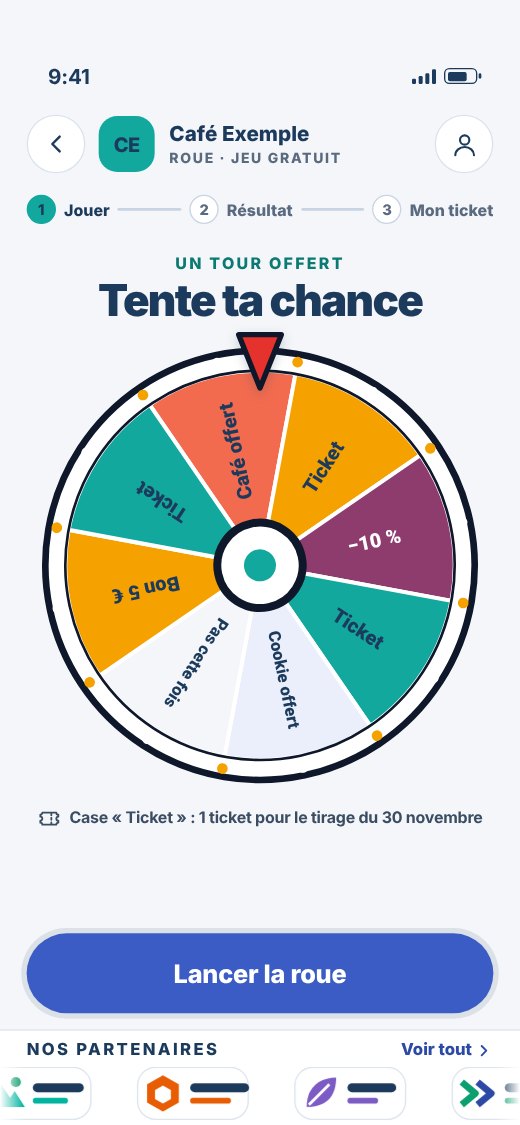 9:41
CE
Café Exemple
ROUE · JEU GRATUIT
1 Jouer
2 Résultat
3 Mon ticket
UN TOUR OFFERT
Tente ta chance
Café offert
Ticket
−10 %
Ticket
Cookie offert
Pas cette fois
Bon 5 €
Ticket
Case « Ticket » : 1 ticket pour le tirage du 30 novembre
Lancer la roue
NOS PARTENAIRES
Voir tout